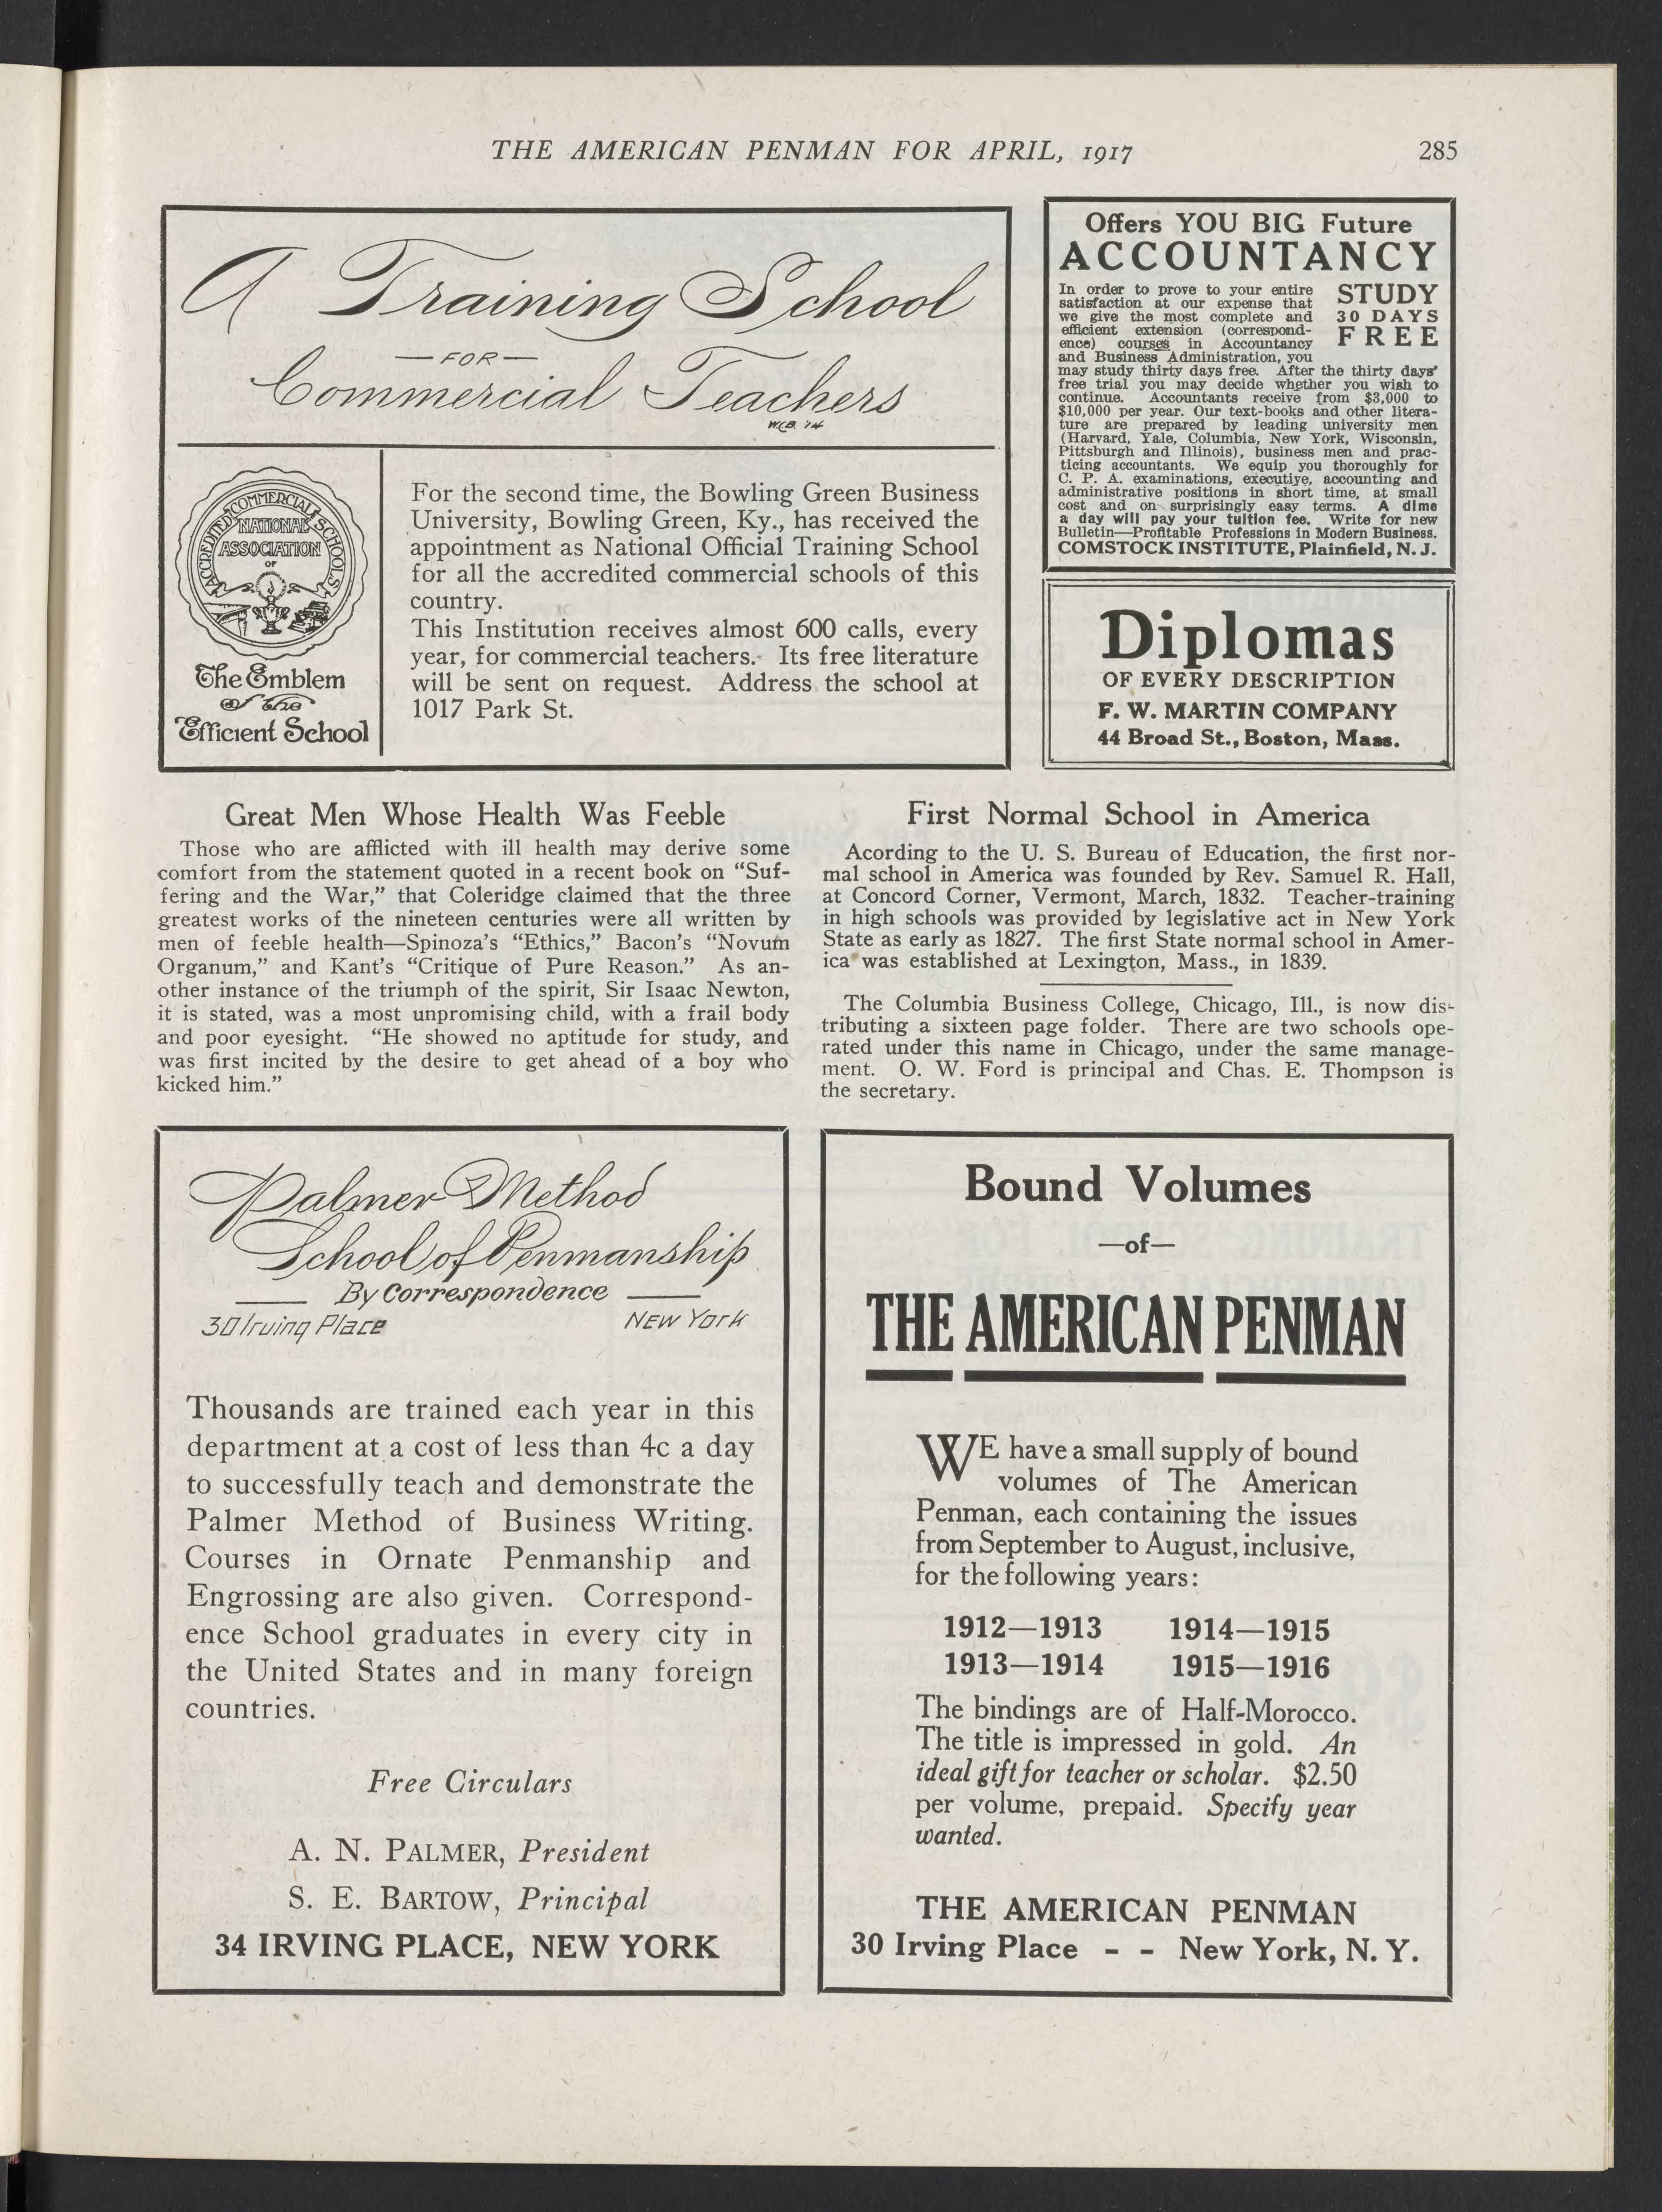 THE AMERICAN PENMAN FOR APRIL, 1917
285
A Training School
—FOR—
Commercial Teachers
W.C.B. '14
ACCREDITED COMMERCIAL SCHOOLS
NATIONAL
ASSOCIATION
OF
The Emblem
of the
Efficient School
For the second time, the Bowling Green Business
University, Bowling Green, Ky., has received the
appointment as National Official Training School
for all the accredited commercial schools of this
country.
This Institution receives almost 600 calls, every
year, for commercial teachers. Its free literature
will be sent on request. Address the school at
1017 Park St.
Offers YOU BIG Future
ACCOUNTANCY
STUDY
30 DAYS
FREE
In order to prove to your entire
satisfaction at our expense that
we give the most complete and
efficient extension (correspond-
ence) courses in Accountancy
and Business Administration, you
may study thirty days free. After the thirty days'
free trial you may decide whether you wish to
continue. Accountants receive from $3,000 to
$10,000 per year. Our text-books and other litera-
ture are prepared by leading university men
(Harvard, Yale, Columbia, New York, Wisconsin,
Pittsburgh and Illinois), business men and prac-
ticing accountants. We equip you thoroughly for
C. P. A. examinations, executive, accounting and
administrative positions in short time, at small
cost and on surprisingly easy terms. A dime
a day will pay your tuition fee. Write for new
Bulletin—Profitable Professions in Modern Business.
COMSTOCK INSTITUTE, Plainfield, N. J.
Diplomas
OF EVERY DESCRIPTION
F. W. MARTIN COMPANY
44 Broad St., Boston, Mass.
Great Men Whose Health Was Feeble
Those who are afflicted with ill health may derive some
comfort from the statement quoted in a recent book on “Suf-
fering and the War,” that Coleridge claimed that the three
greatest works of the nineteen centuries were all written by
men of feeble health—Spinoza's “Ethics,” Bacon's “Novum
Organum,” and Kant's “Critique of Pure Reason.” As an-
other instance of the triumph of the spirit, Sir Isaac Newton,
it is stated, was a most unpromising child, with a frail body
and poor eyesight. “He showed no aptitude for study, and
was first incited by the desire to get ahead of a boy who
kicked him.”
First Normal School in America
Acording to the U. S. Bureau of Education, the first nor-
mal school in America was founded by Rev. Samuel R. Hall,
at Concord Corner, Vermont, March, 1832. Teacher-training
in high schools was provided by legislative act in New York
State as early as 1827. The first State normal school in Amer-
ica was established at Lexington, Mass., in 1839.
The Columbia Business College, Chicago, Ill., is now dis-
tributing a sixteen page folder. There are two schools ope-
rated under this name in Chicago, under the same manage-
ment. O. W. Ford is principal and Chas. E. Thompson is
the secretary.
Palmer Method
School of Penmanship
By Correspondence
30 Irving Place New York
Thousands are trained each year in this
department at a cost of less than 4c a day
to successfully teach and demonstrate the
Palmer Method of Business Writing.
Courses in Ornate Penmanship and
Engrossing are also given. Correspond-
ence School graduates in every city in
the United States and in many foreign
countries.
Free Circulars
A. N. PALMER, President
S. E. BARTOW, Principal
34 IRVING PLACE, NEW YORK
Bound Volumes
—of—
THE AMERICAN PENMAN
WE have a small supply of bound
volumes of The American
Penman, each containing the issues
from September to August, inclusive,
for the following years:
1912—1913 1914—1915
1913—1914 1915—1916
The bindings are of Half-Morocco.
The title is impressed in gold. An
ideal gift for teacher or scholar. $2.50
per volume, prepaid. Specify year
wanted.
THE AMERICAN PENMAN
30 Irving Place - - New York, N. Y.